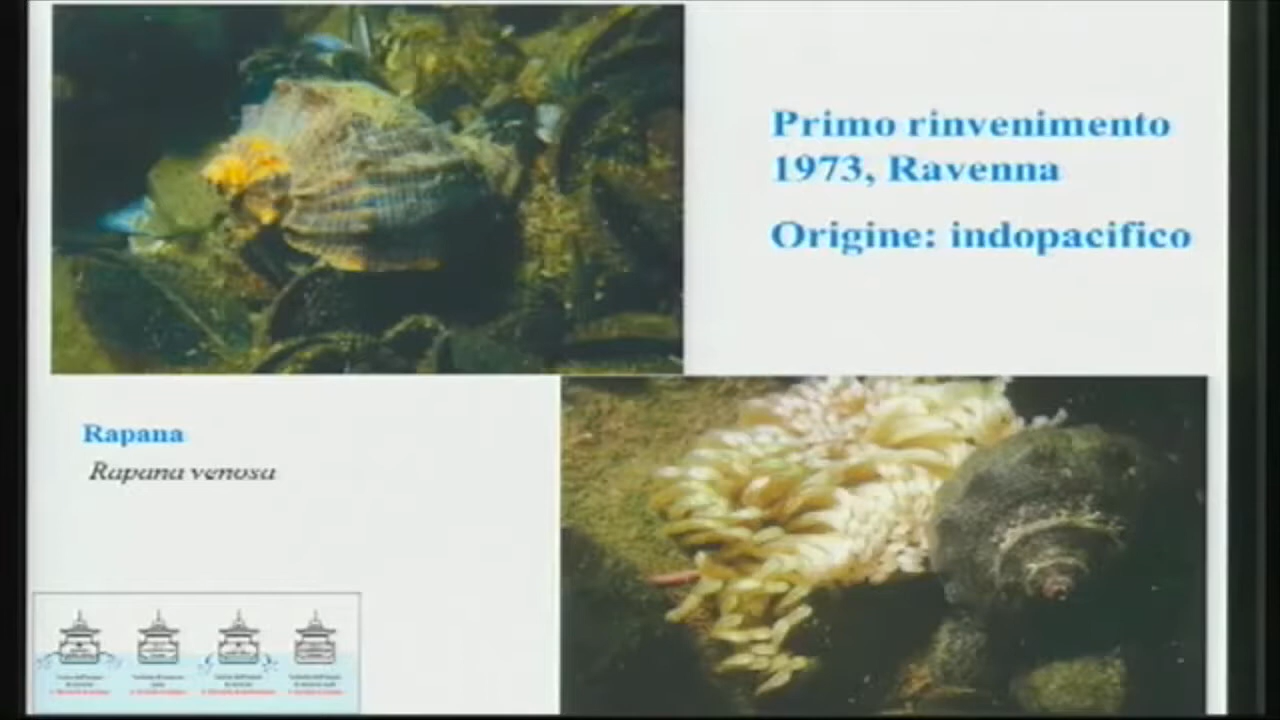 Primo rinvenimento
1973, Ravenna
Origine: indopacifico
Rapana
Rapana venosa